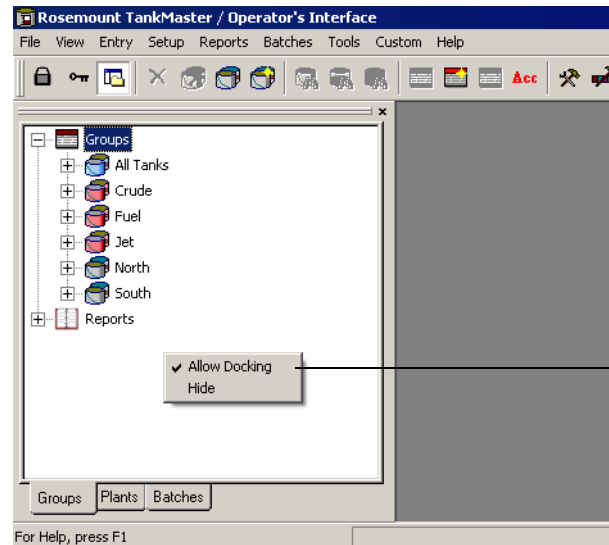 Rosemount TankMaster / Operator's Interface
File View Entry Setup Reports Batches Tools Custom Help
Acc
Groups
All Tanks
Crude
Fuel
Jet
North
South
Reports
Allow Docking
Hide
Groups Plants Batches
For Help, press F1